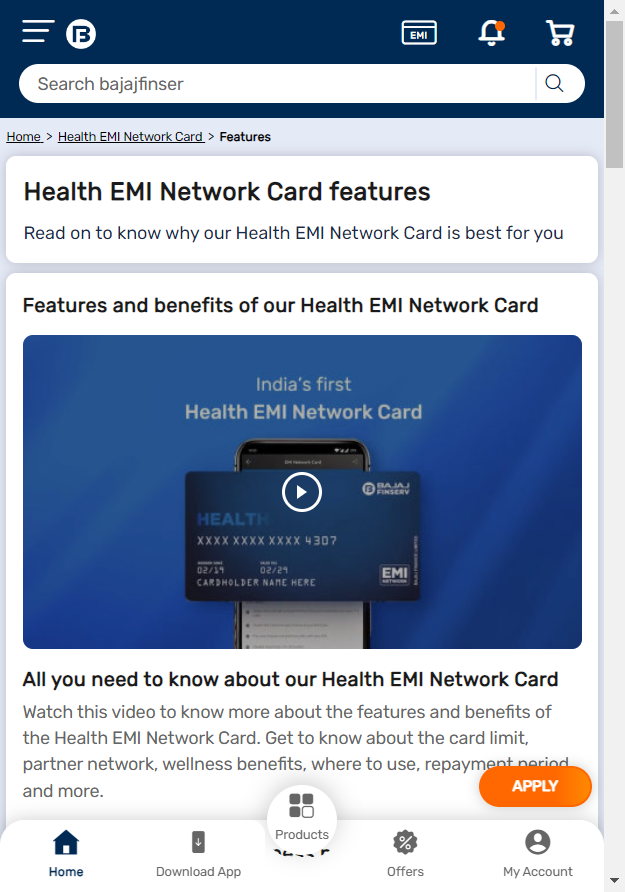 EMI
Search bajajfinser
Home > Health EMI Network Card > Features
Health EMI Network Card features
Read on to know why our Health EMI Network Card is best for you
Features and benefits of our Health EMI Network Card
India's first
Health EMI Network Card
EMI Network Card
BAJAJ
FINSERV
HEALTH
XXXX XXXX XXXX 4307
02/19 02/29
CARDHOLDER NAME HERE
EMI
NETWORK
All you need to know about our Health EMI Network Card
Watch this video to know more about the features and benefits of
the Health EMI Network Card. Get to know about the card limit,
partner network, wellness benefits, where to use, repayment period,
and more.
APPLY
Products
Home
Download App
Offers
My Account